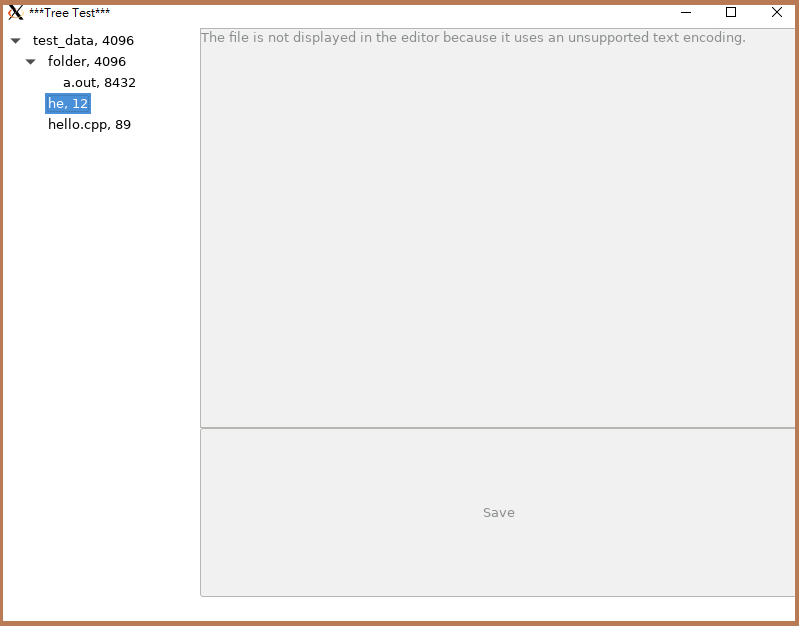 ***Tree Test***
test_data, 4096
folder, 4096
a.out, 8432
he, 12
hello.cpp, 89
The file is not displayed in the editor because it uses an unsupported text encoding.
Save